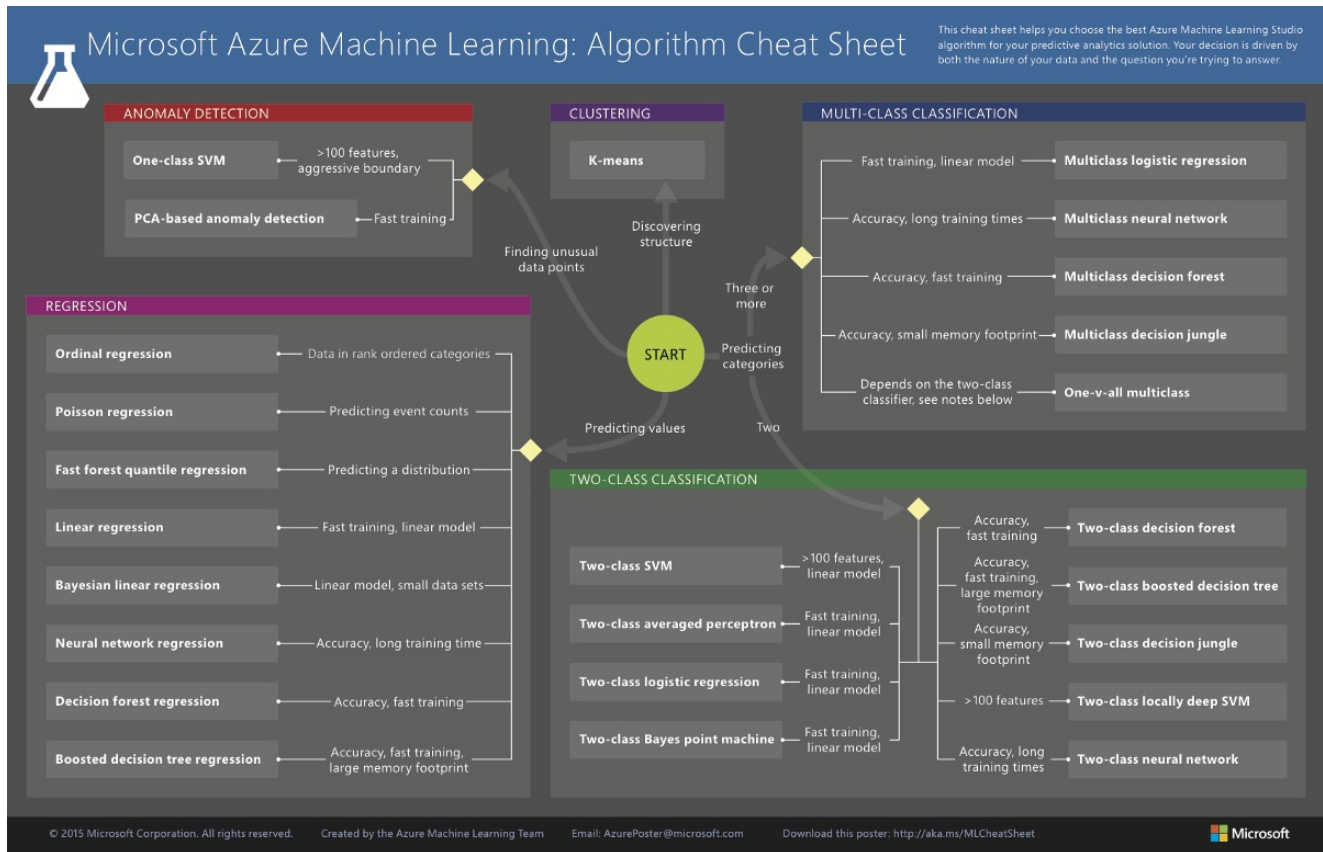 Microsoft Azure Machine Learning: Algorithm Cheat Sheet
This cheat sheet helps you choose the best Azure Machine Learning Studio
algorithm for your predictive analytics solution. Your decision is driven by
both the nature of your data and the question you're trying to answer.
ANOMALY DETECTION
One-class SVM
>100 features,
aggressive boundary
PCA-based anomaly detection
Fast training
CLUSTERING
K-means
MULTI-CLASS CLASSIFICATION
Fast training, linear model
Multiclass logistic regression
Accuracy, long training times
Multiclass neural network
Accuracy, fast training
Multiclass decision forest
Accuracy, small memory footprint
Multiclass decision jungle
Depends on the two-class
classifier, see notes below
One-v-all multiclass
Discovering
structure
Finding unusual
data points
Three or
more
START
Predicting
categories
Predicting values
Two
REGRESSION
Ordinal regression
Data in rank ordered categories
Poisson regression
Predicting event counts
Fast forest quantile regression
Predicting a distribution
Linear regression
Fast training, linear model
Bayesian linear regression
Linear model, small data sets
Neural network regression
Accuracy, long training time
Decision forest regression
Accuracy, fast training
Boosted decision tree regression
Accuracy, fast training,
large memory footprint
TWO-CLASS CLASSIFICATION
Two-class SVM
>100 features,
linear model
Two-class averaged perceptron
Fast training,
linear model
Two-class logistic regression
Fast training,
linear model
Two-class Bayes point machine
Fast training,
linear model
Accuracy,
fast training
Two-class decision forest
Accuracy,
fast training,
large memory
footprint
Two-class boosted decision tree
Accuracy,
small memory
footprint
Two-class decision jungle
>100 features
Two-class locally deep SVM
Accuracy, long
training times
Two-class neural network
© 2015 Microsoft Corporation. All rights reserved.
Created by the Azure Machine Learning Team
Email: AzurePoster@microsoft.com
Download this poster: http://aka.ms/MLCheatSheet
Microsoft